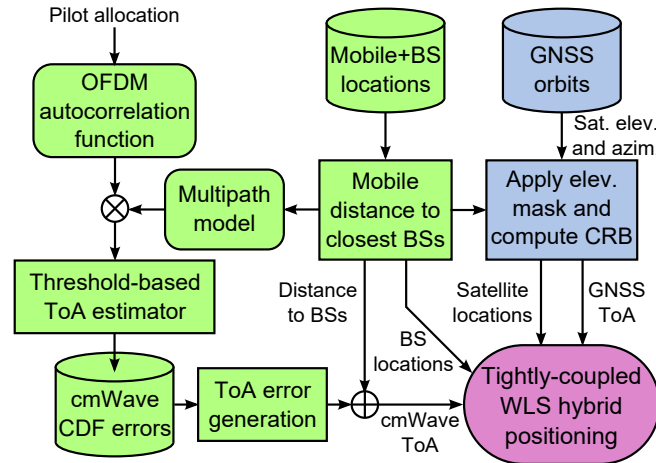 Pilot allocation
OFDM
autocorrelation
function
Mobile+BS
locations
GNSS
orbits
Sat. elev.
and azim.
Multipath
model
Mobile
distance to
closest BSs
Apply elev.
mask and
compute CRB
Threshold-based
ToA estimator
Distance
to BSs
BS
locations
Satellite
locations
GNSS
ToA
cmWave
CDF errors
ToA error
generation
cmWave
ToA
Tightly-coupled
WLS hybrid
positioning